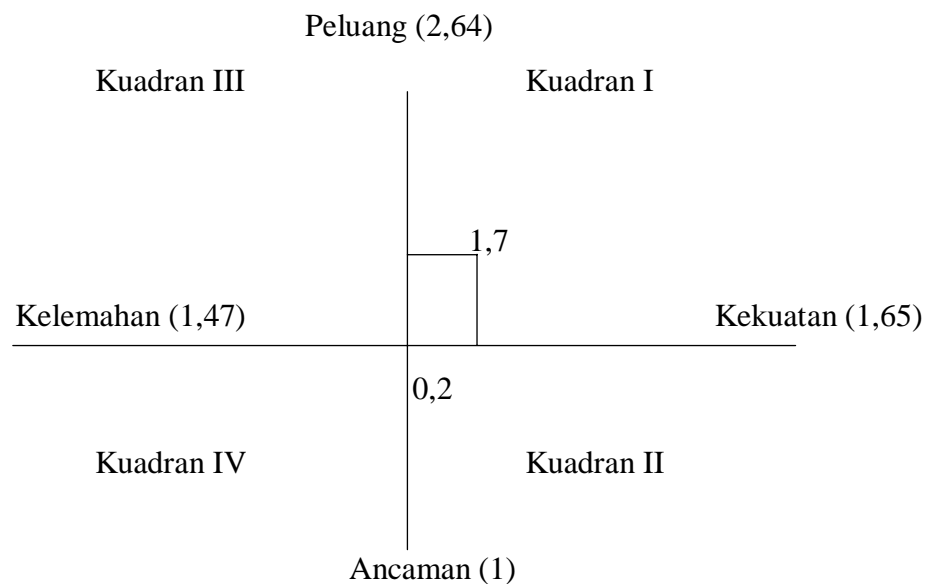 Peluang (2,64)
Kuadran III
Kuadran I
1,7
Kelemahan (1,47)
Kekuatan (1,65)
0,2
Kuadran IV
Kuadran II
Ancaman (1)